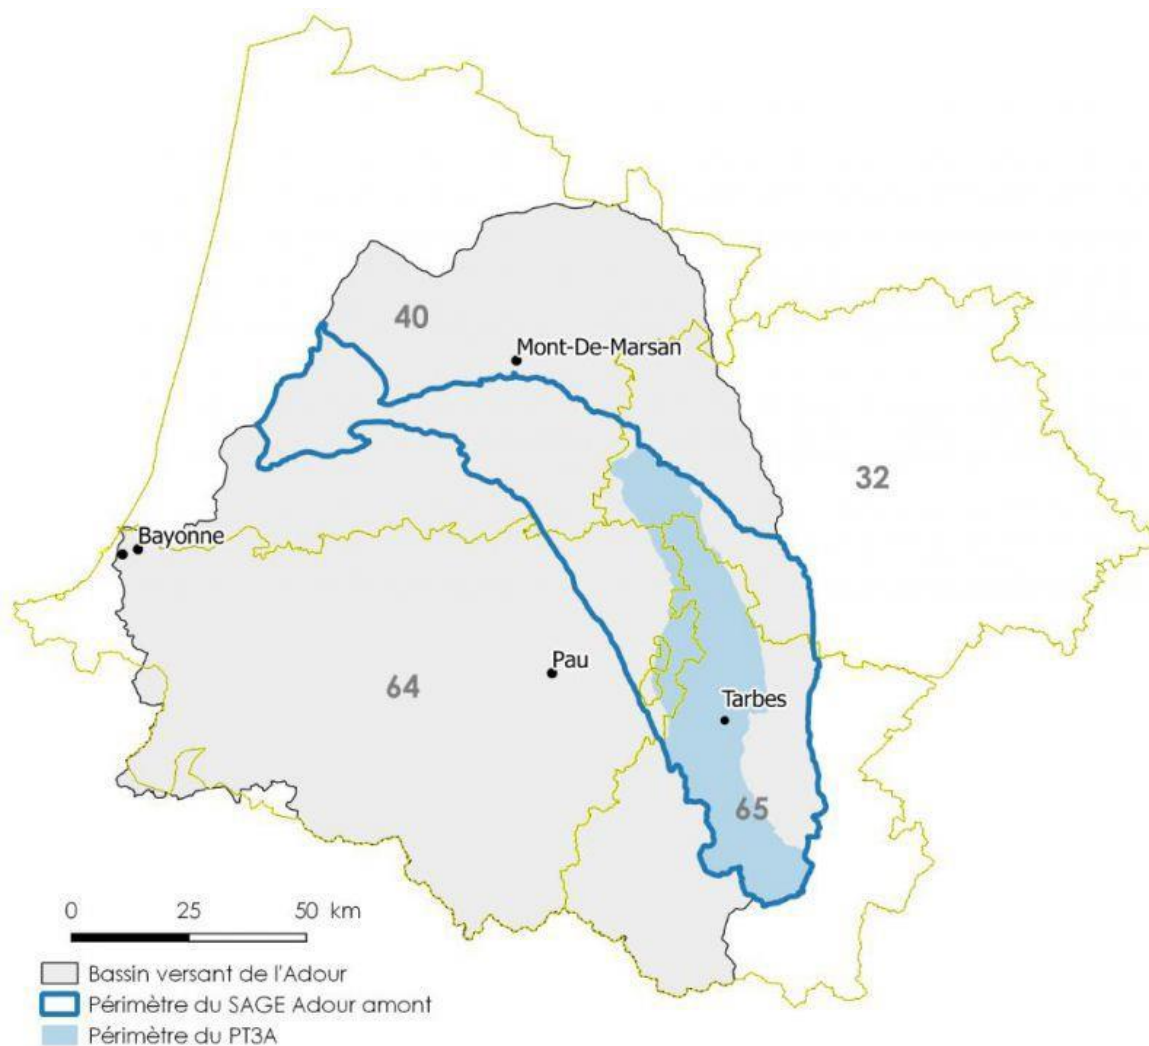 40
Mont-De-Marsan
32
Bayonne
Pau
64
Tarbes
65
0 25 50 km
Bassin versant de l'Adour
Périmètre du SAGE Adour amont
Périmètre du PT3A